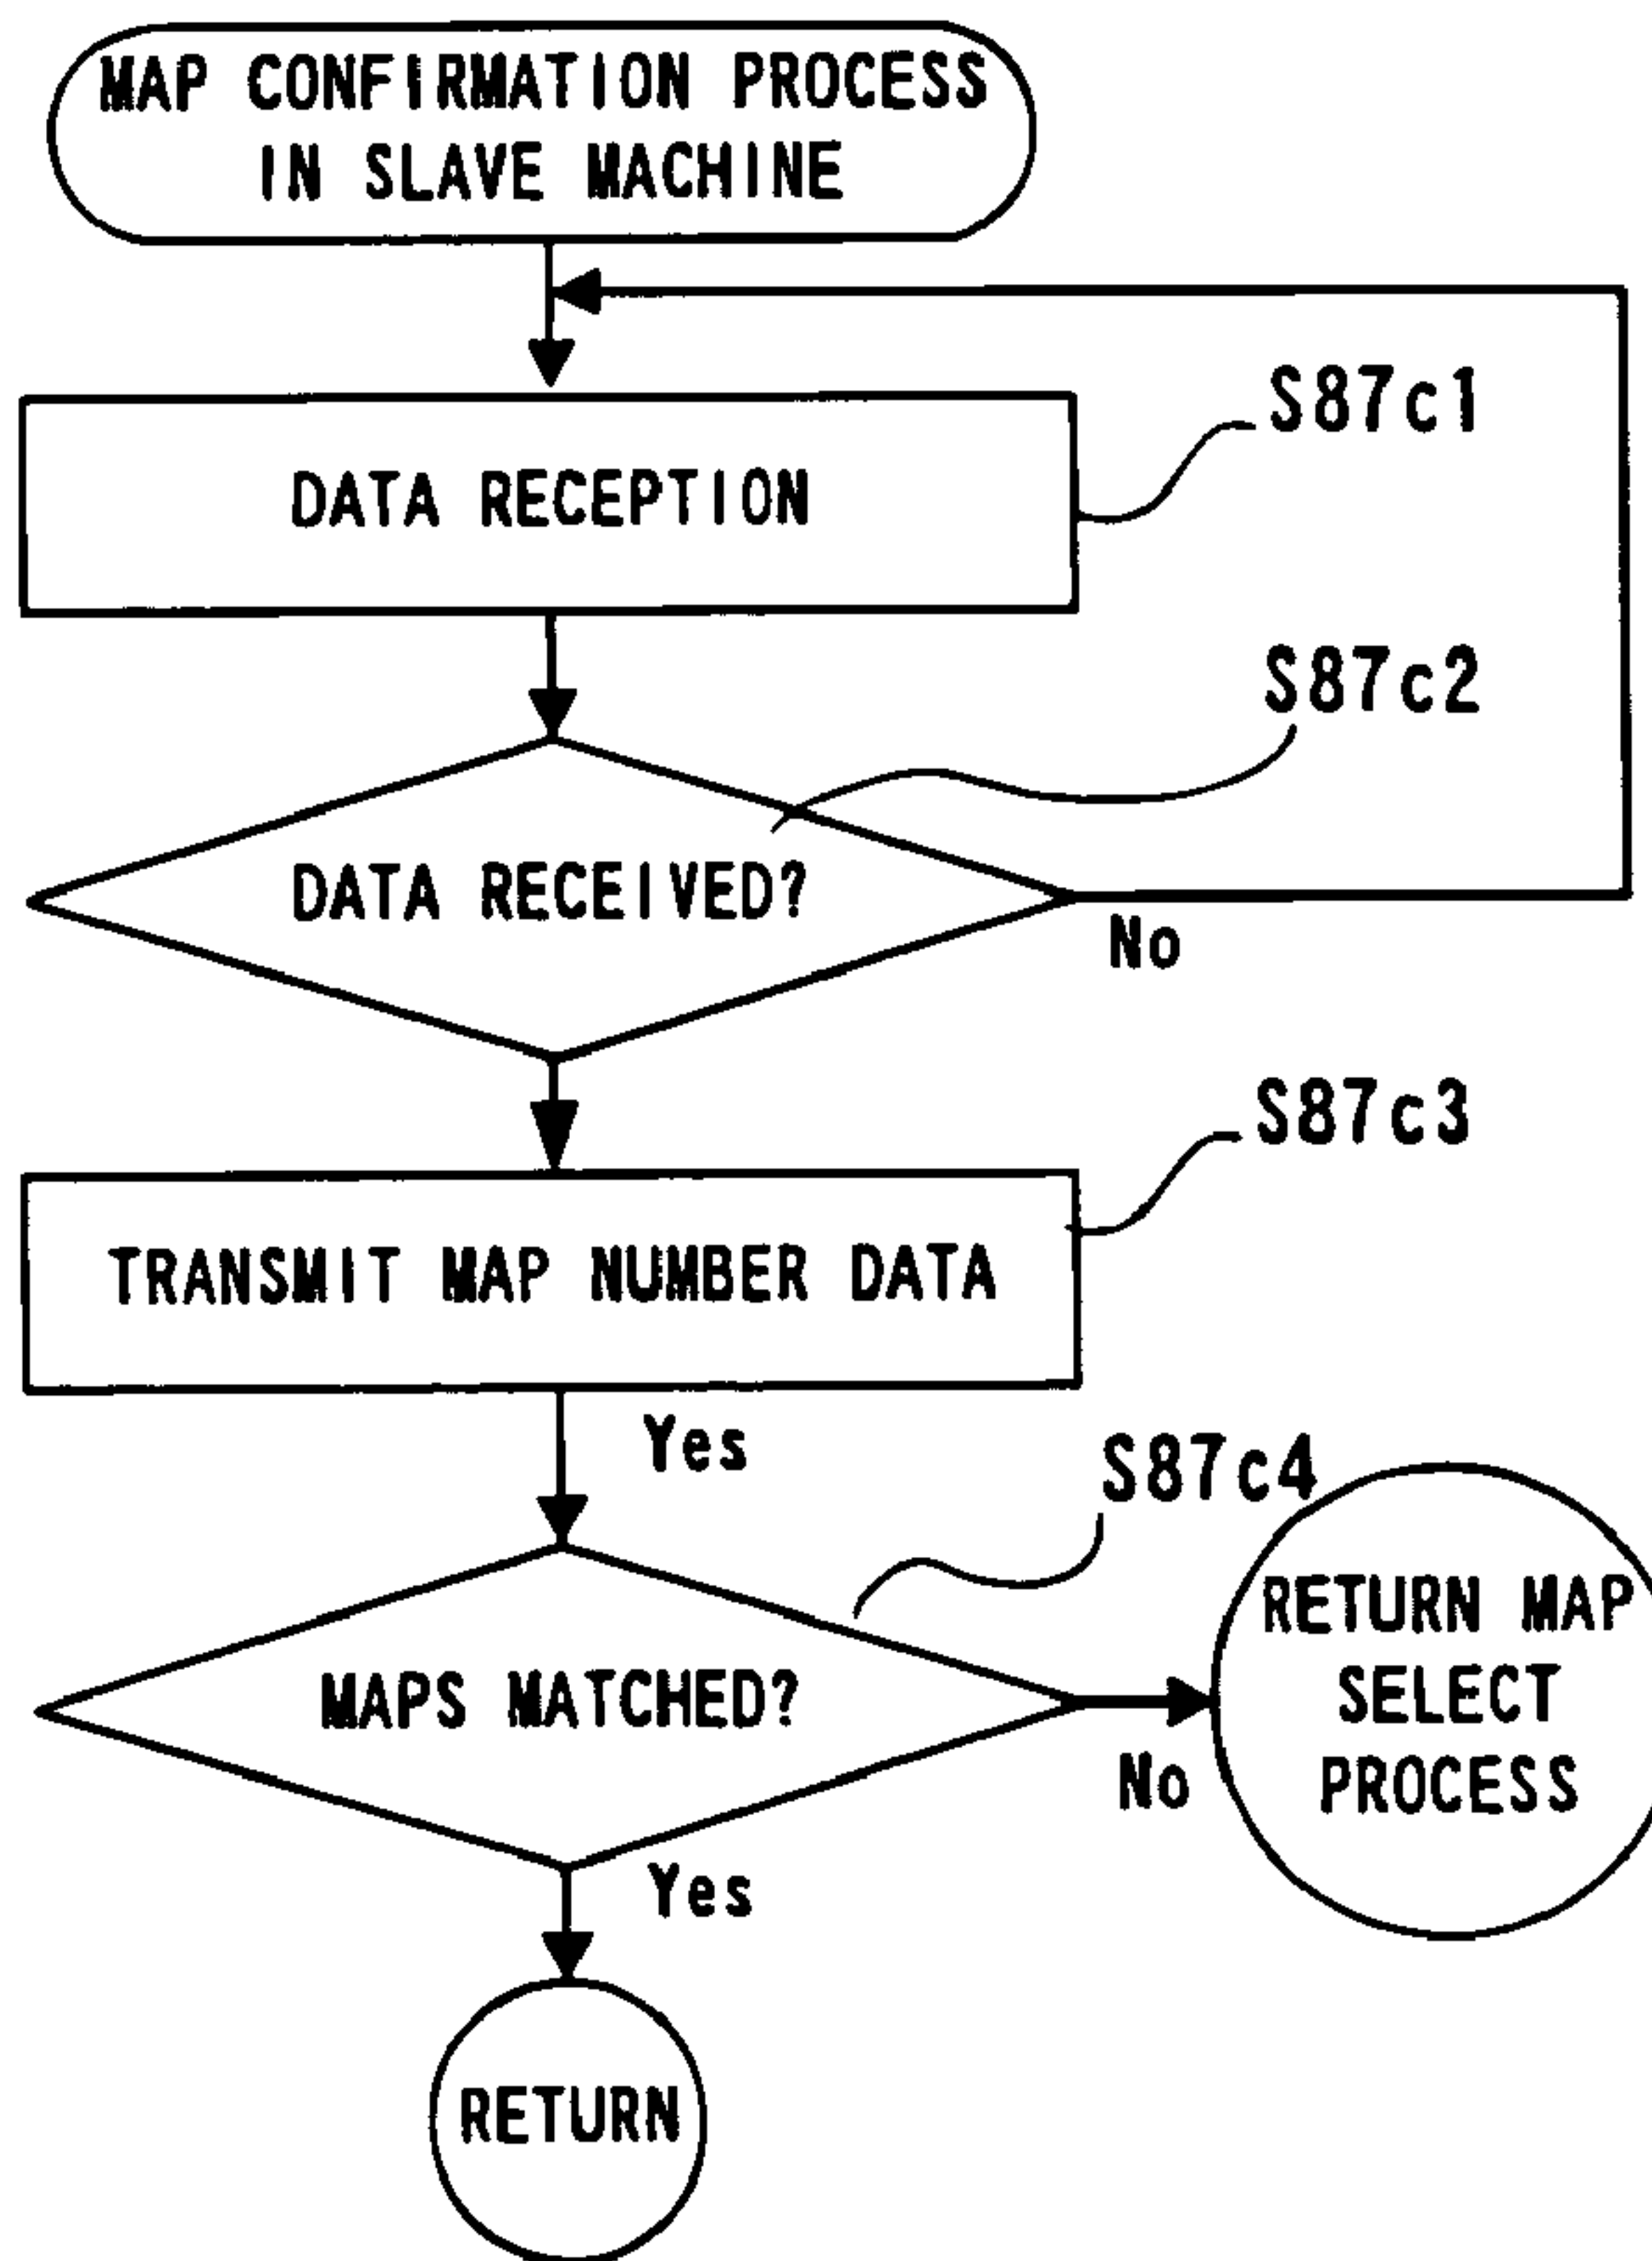 MAP CONFIRMATION PROCESS
IN SLAVE MACHINE
S87c1
DATA RECEPTION
S87c2
DATA RECEIVED?
No
S87c3
TRANSMIT MAP NUMBER DATA
Yes
S87c4
RETURN MAP
SELECT
PROCESS
MAPS MATCHED?
No
Yes
RETURN